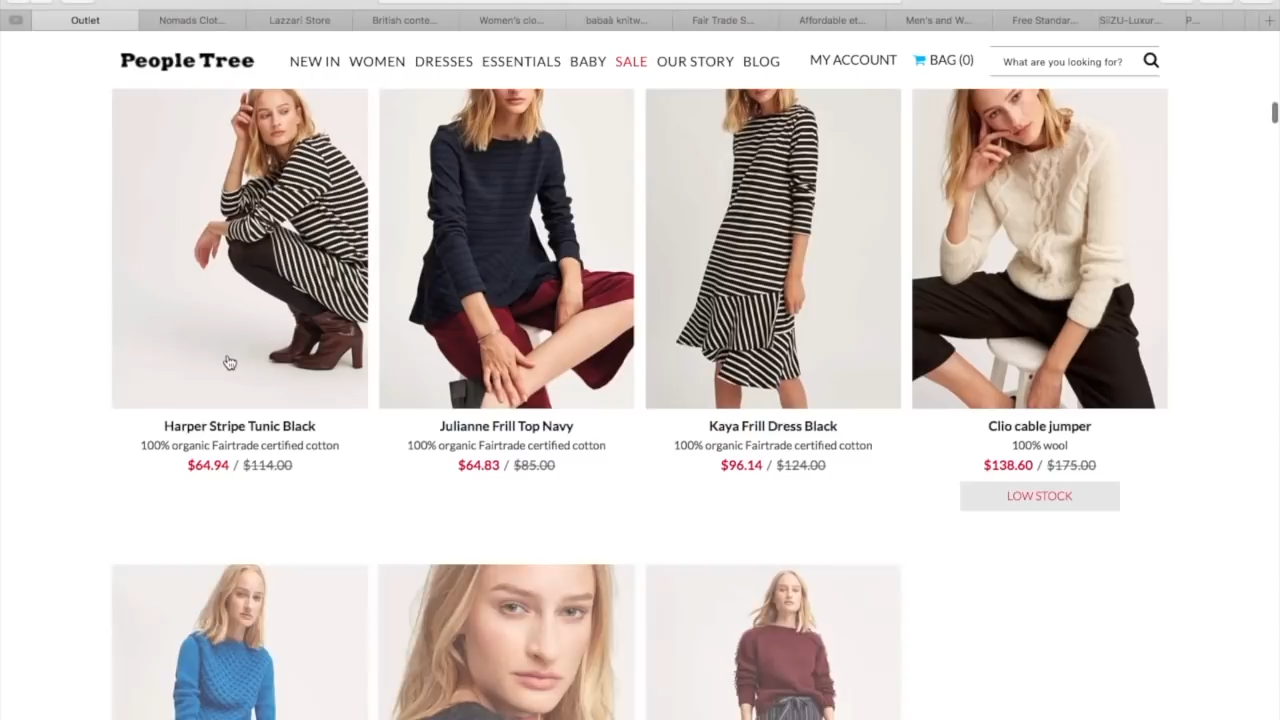 Outlet
Nomads Clot...
Lazzari Store
British conte...
Women's clo...
babaà knitw...
Fair Trade S...
Affordable et...
Men's and W...
Free Standar...
SiiZU-Luxur...
P...
People Tree
NEW IN WOMEN DRESSES ESSENTIALS BABY SALE OUR STORY BLOG
MY ACCOUNT
BAG (0)
What are you looking for?
Harper Stripe Tunic Black
100% organic Fairtrade certified cotton
$64.94 / $114.00
Julianne Frill Top Navy
100% organic Fairtrade certified cotton
$64.83 / $85.00
Kaya Frill Dress Black
100% organic Fairtrade certified cotton
$96.14 / $124.00
Clio cable jumper
100% wool
$138.60 / $175.00
LOW STOCK